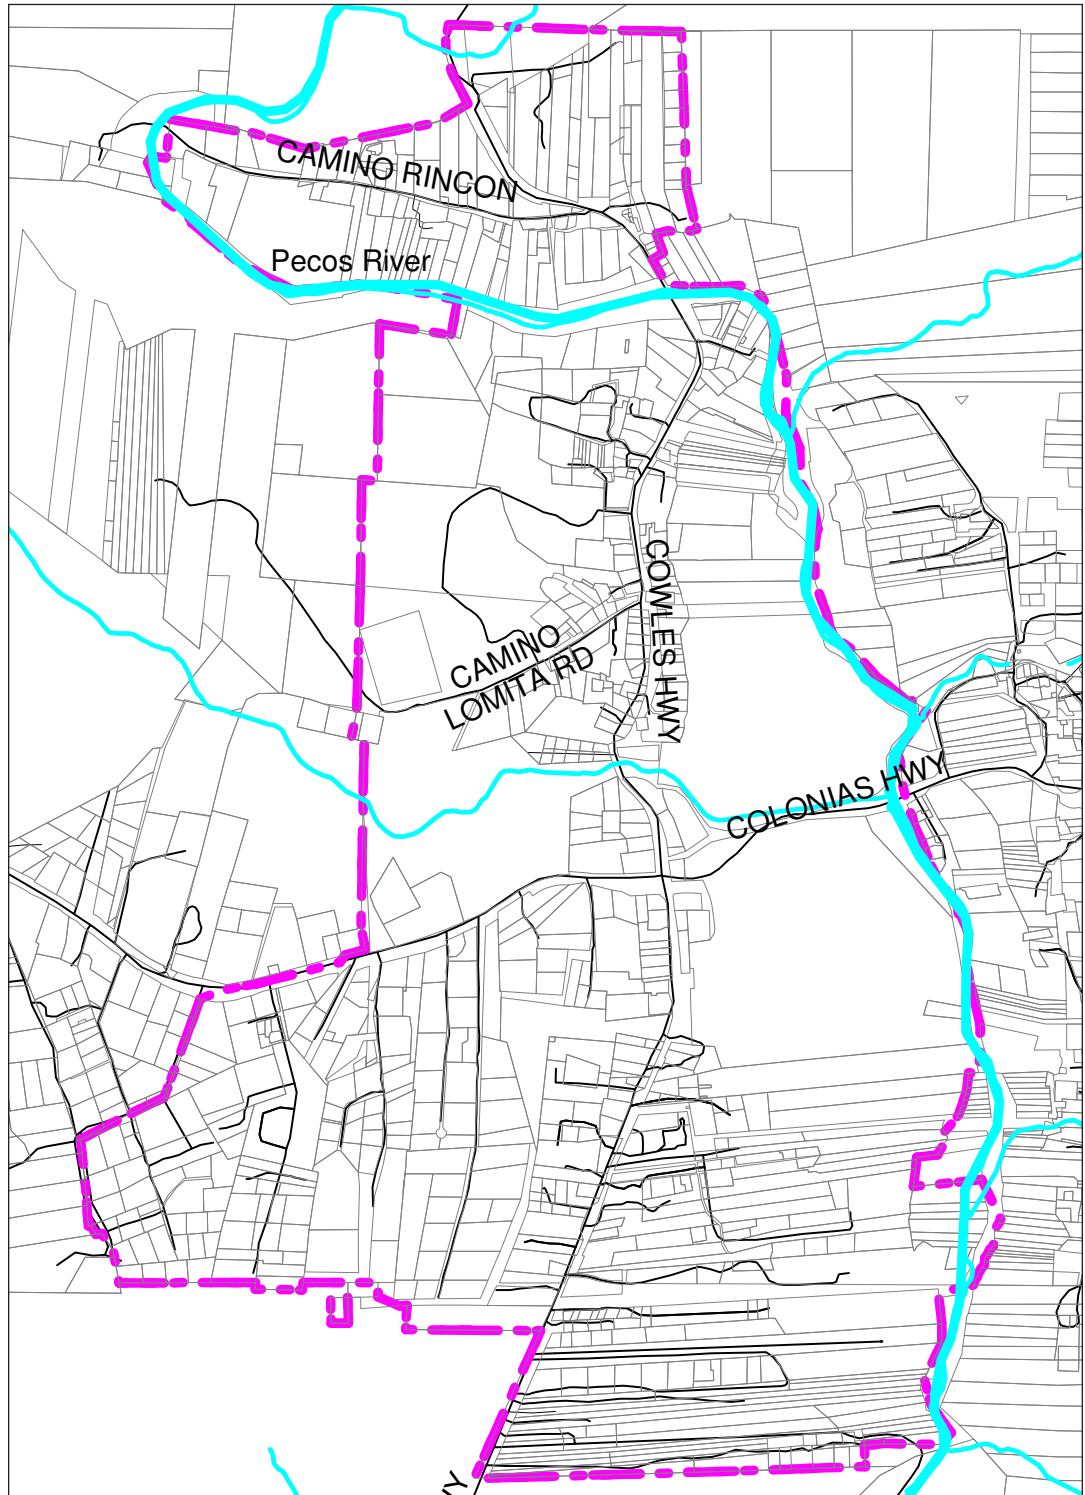 CAMINO RINCON
Pecos River
COWLES HWY
CAMINO
LOMITA RD
COLONIAS HWY